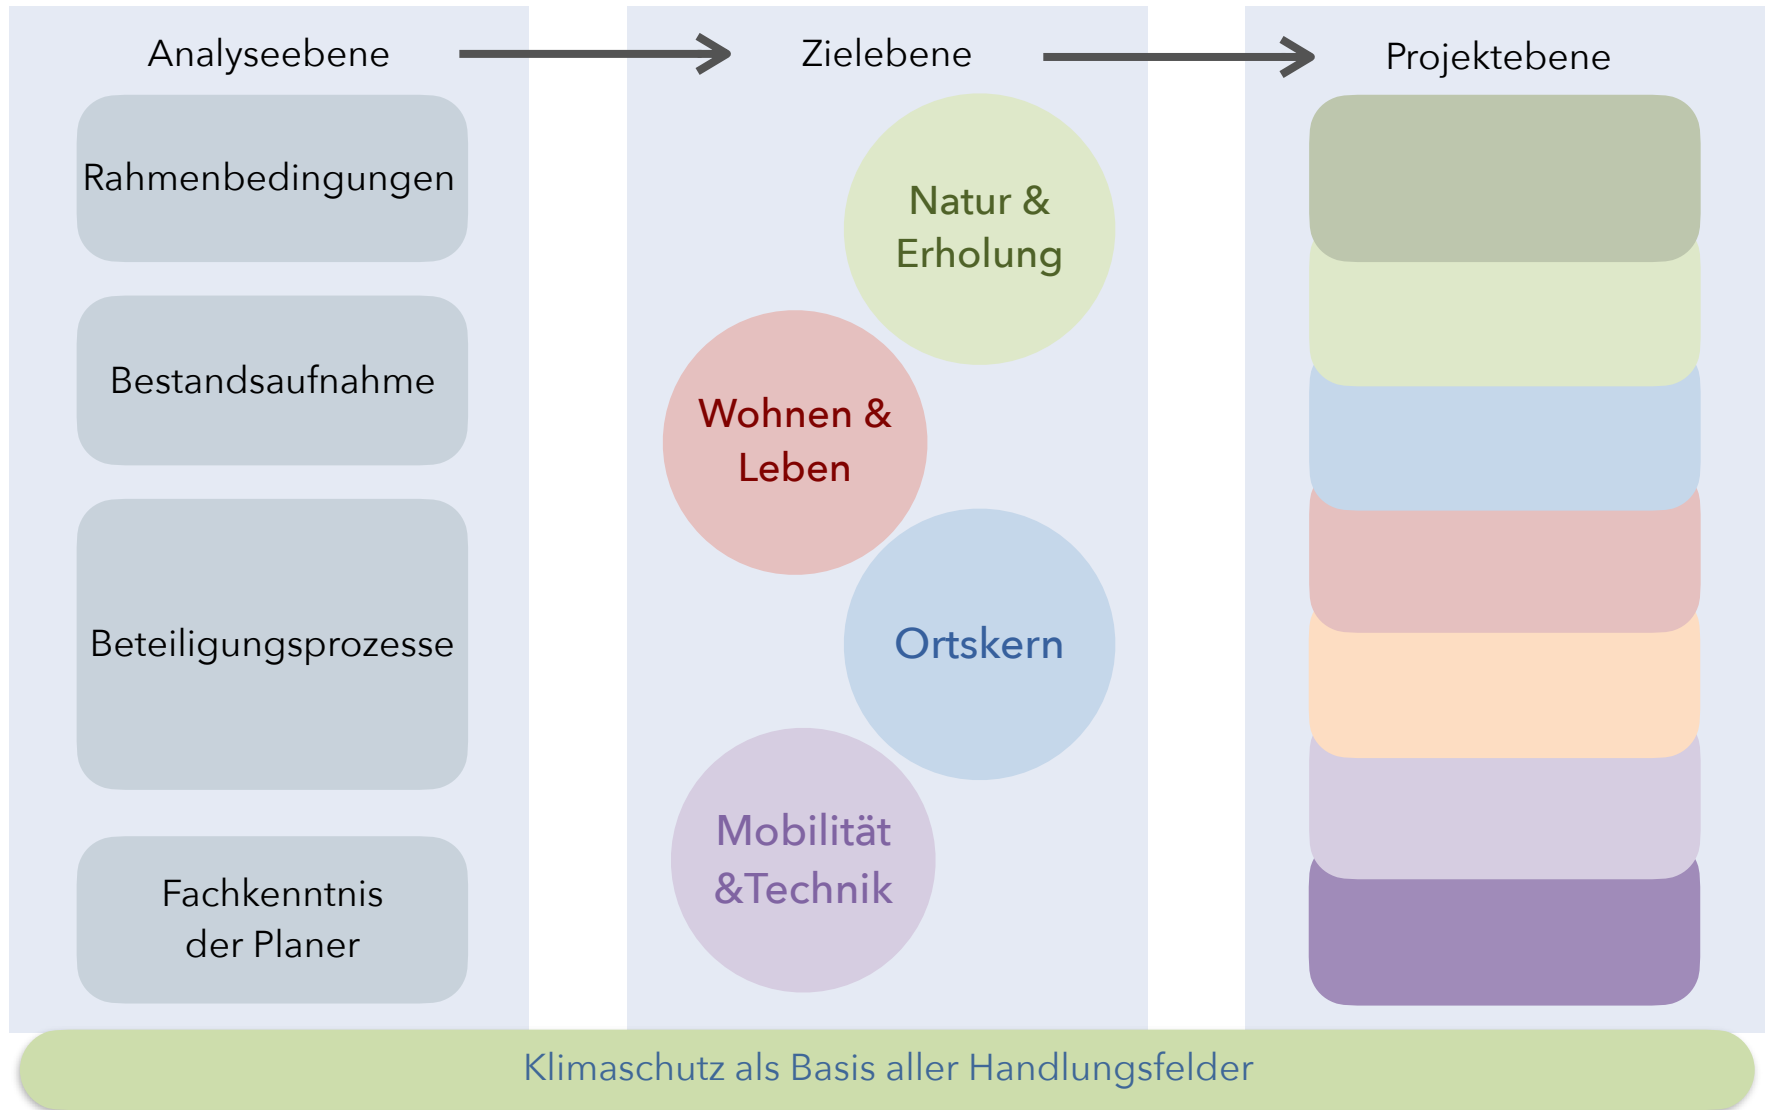 Analyseebene
Zielebene
Projektebene
Rahmenbedingungen
Bestandsaufnahme
Beteiligungsprozesse
Fachkenntnis
der Planer
Natur &
Erholung
Wohnen &
Leben
Ortskern
Mobilität
&Technik
Klimaschutz als Basis aller Handlungsfelder